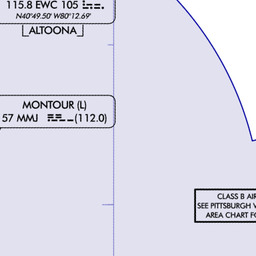 115.8 EWC 105
N40°49.50' W80°12.69'
ALTOONA
MONTOUR (L)
57 MMJ (112.0)
CLASS B AIR
SEE PITTSBURGH V
AREA CHART FO